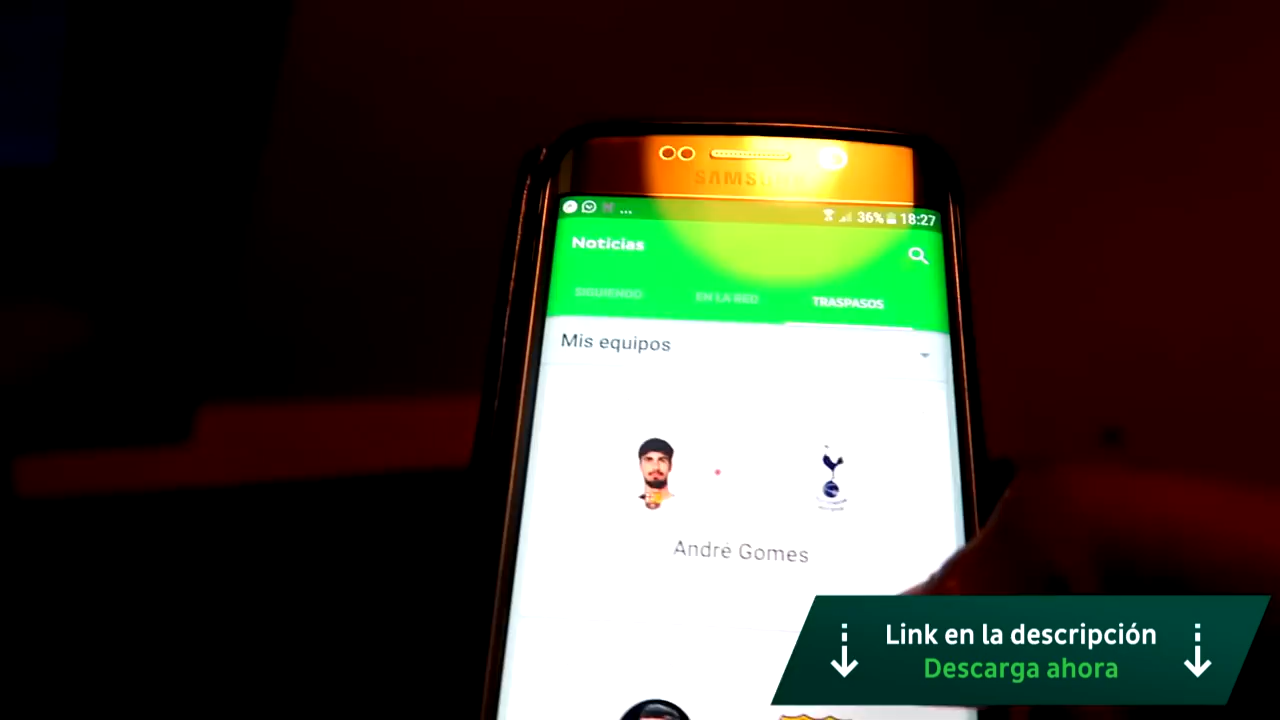 SAMSUNG
... 36% 18:27
Noticias
SIGUIENDO EN LA RED TRASPASOS
Mis equipos
André Gomes
Link en la descripción
Descarga ahora